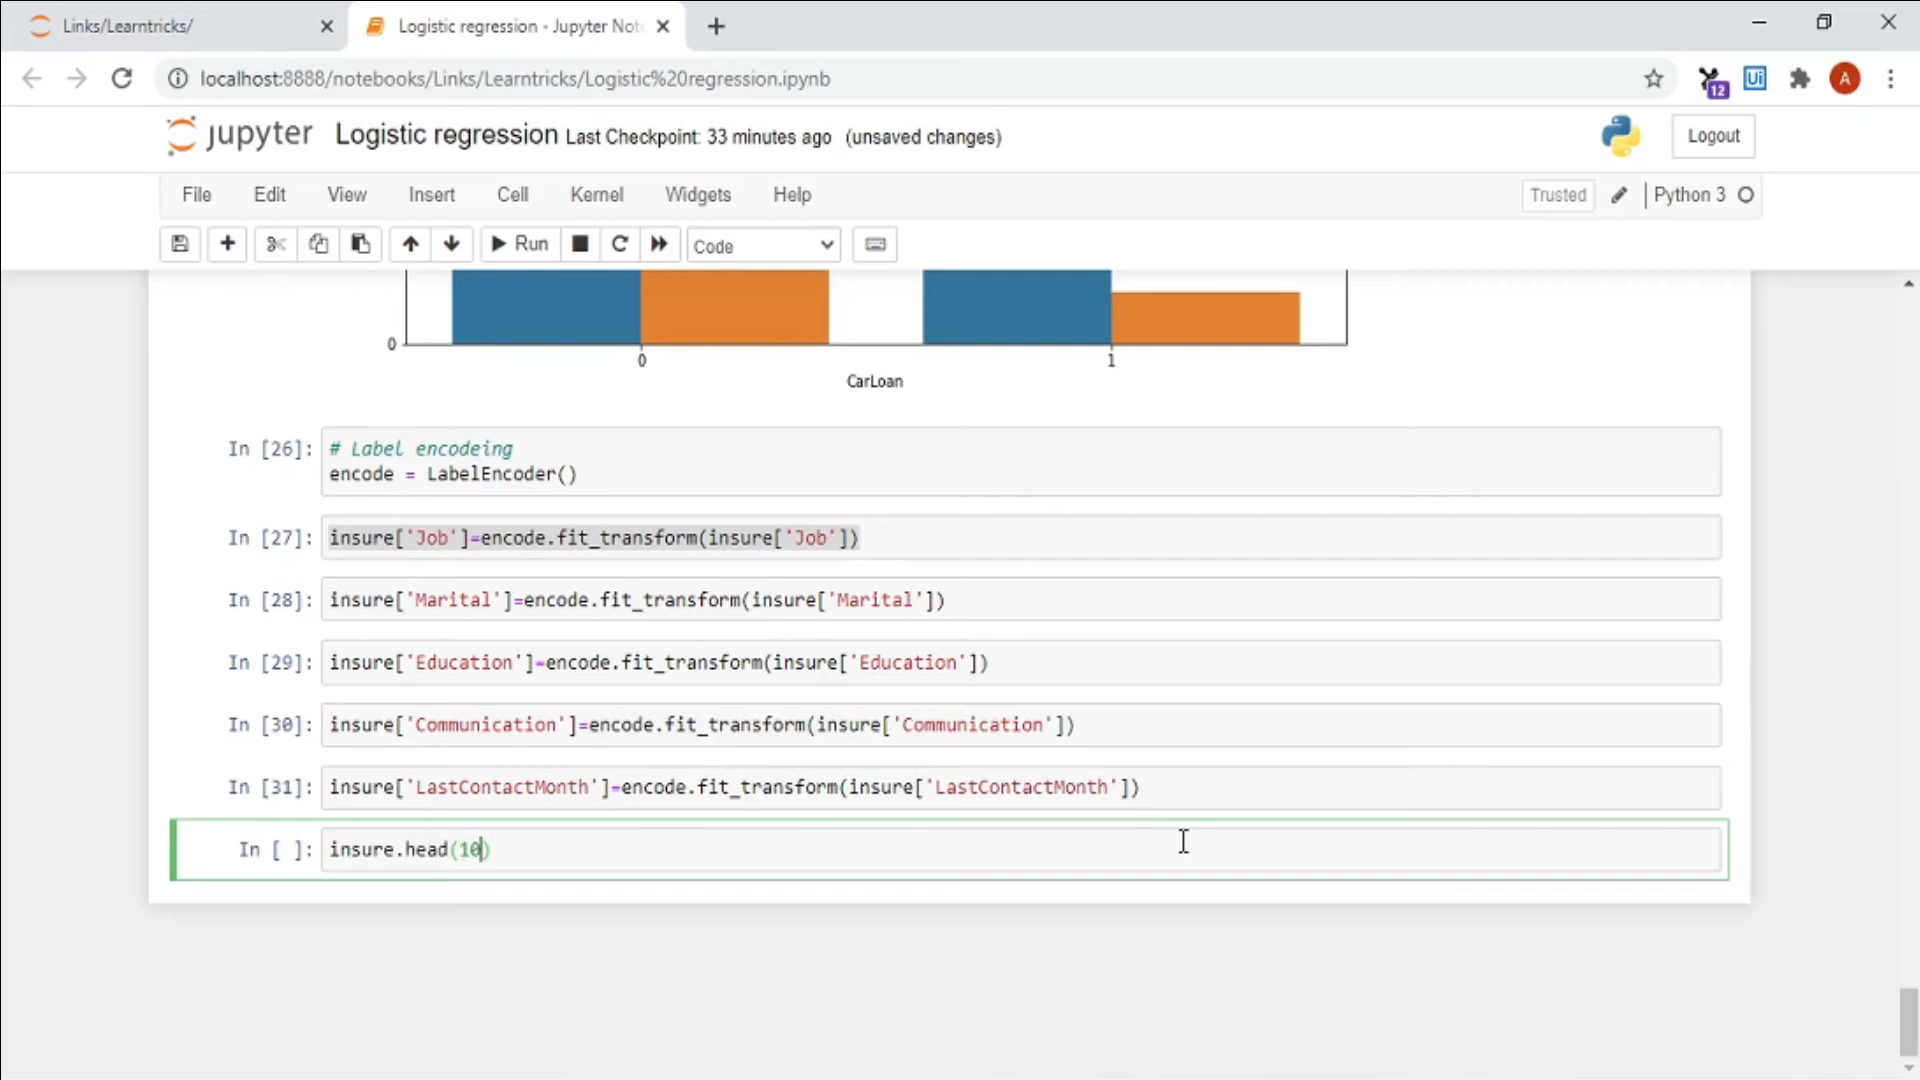 Links/Learntricks/
Logistic regression - Jupyter Not
localhost:8888/notebooks/Links/Learntricks/Logistic%20regression.ipynb
12
Ui
A
jupyter Logistic regression Last Checkpoint: 33 minutes ago (unsaved changes)
Logout
File Edit View Insert Cell Kernel Widgets Help
Trusted
Python 3
Run
Code
0
0 1
CarLoan
In [26]: # Label encodeing
encode = LabelEncoder()
In [27]: insure['Job']=encode.fit_transform(insure['Job'])
In [28]: insure['Marital']=encode.fit_transform(insure['Marital'])
In [29]: insure['Education']=encode.fit_transform(insure['Education'])
In [30]: insure['Communication']=encode.fit_transform(insure['Communication'])
In [31]: insure['LastContactMonth']=encode.fit_transform(insure['LastContactMonth'])
In [ ]: insure.head(10)